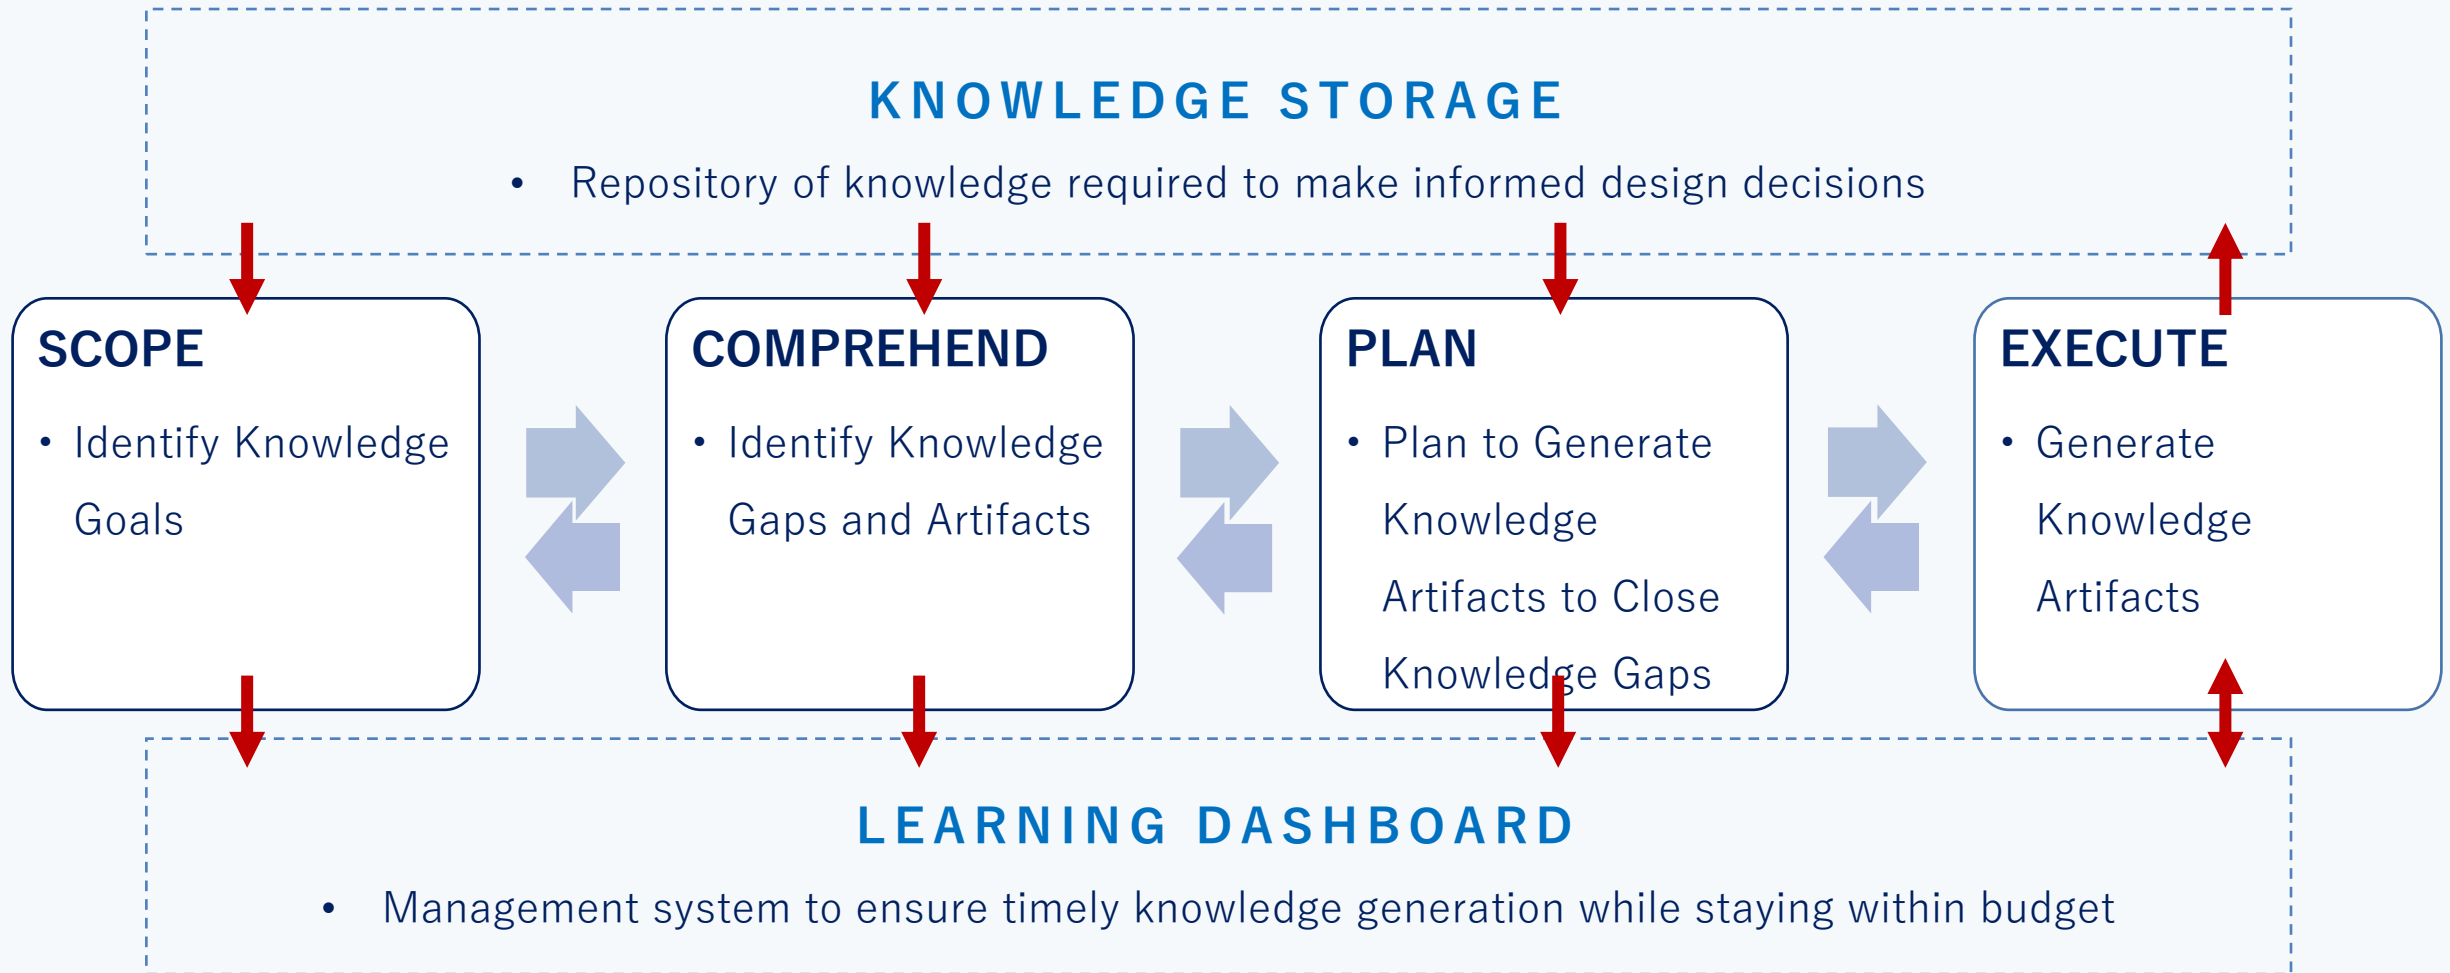 KNOWLEDGE STORAGE
• Repository of knowledge required to make informed design decisions
SCOPE
• Identify Knowledge
Goals
COMPREHEND
• Identify Knowledge
Gaps and Artifacts
PLAN
• Plan to Generate
Knowledge
Artifacts to Close
Knowledge Gaps
EXECUTE
• Generate
Knowledge
Artifacts
LEARNING DASHBOARD
• Management system to ensure timely knowledge generation while staying within budget